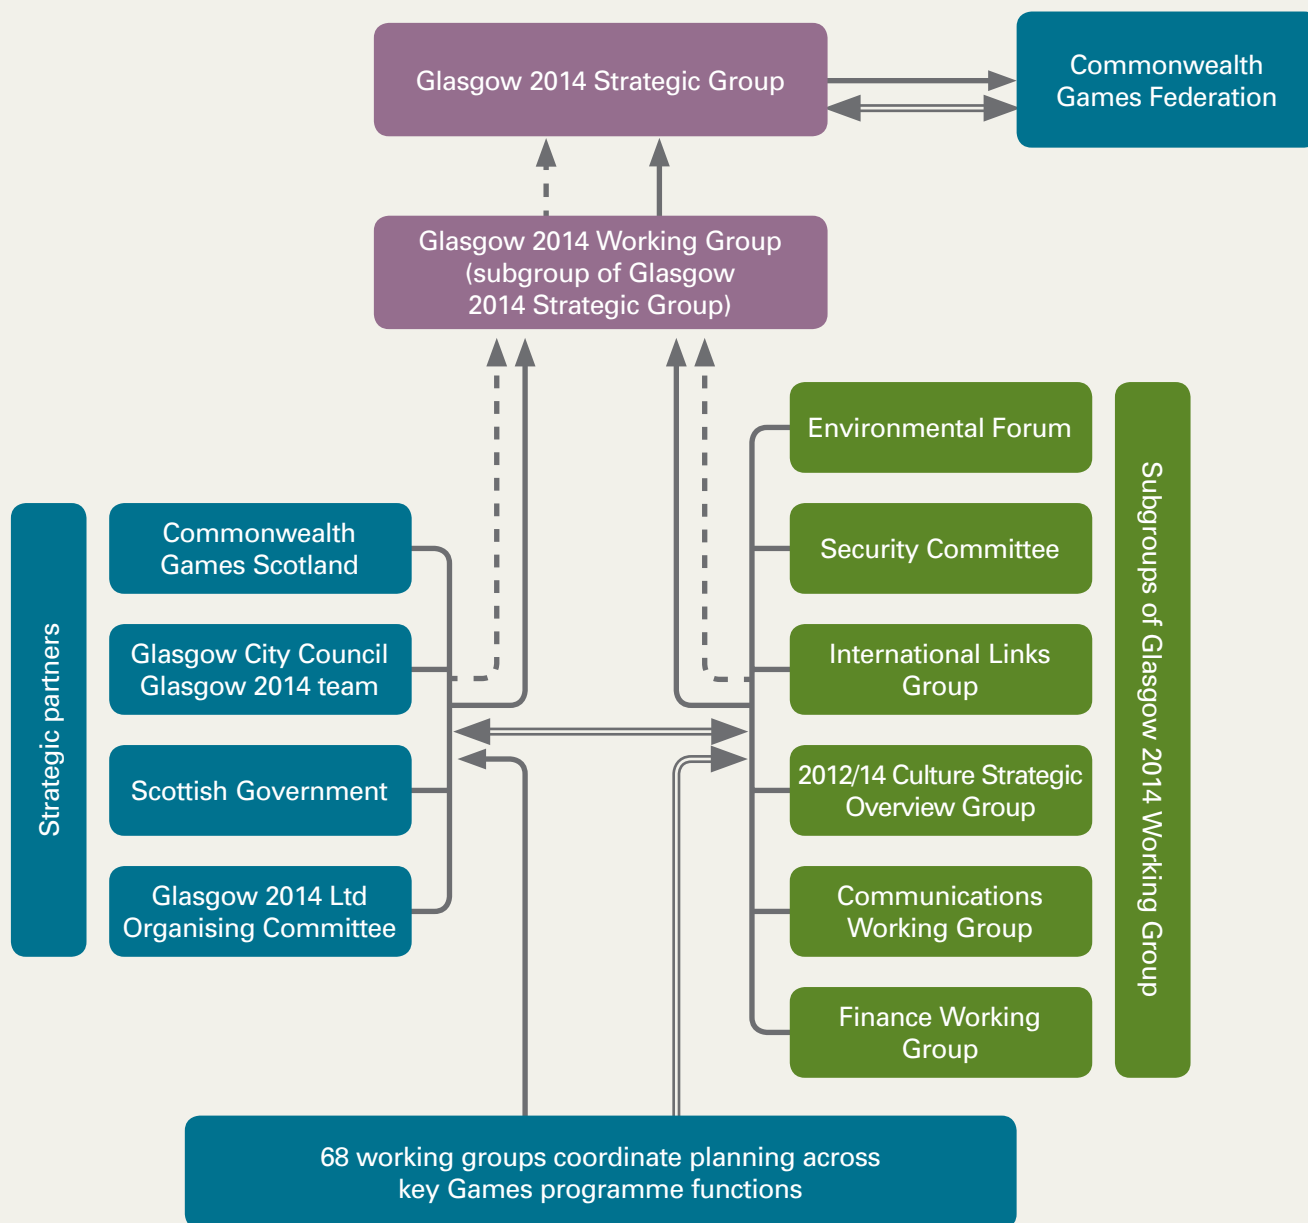 Glasgow 2014 Strategic Group
Commonwealth
Games Federation
Glasgow 2014 Working Group
(subgroup of Glasgow
2014 Strategic Group)
Strategic partners
Commonwealth
Games Scotland
Glasgow City Council
Glasgow 2014 team
Scottish Government
Glasgow 2014 Ltd
Organising Committee
Environmental Forum
Security Committee
International Links
Group
2012/14 Culture Strategic
Overview Group
Communications
Working Group
Finance Working
Group
Subgroups of Glasgow 2014 Working Group
68 working groups coordinate planning across
key Games programme functions